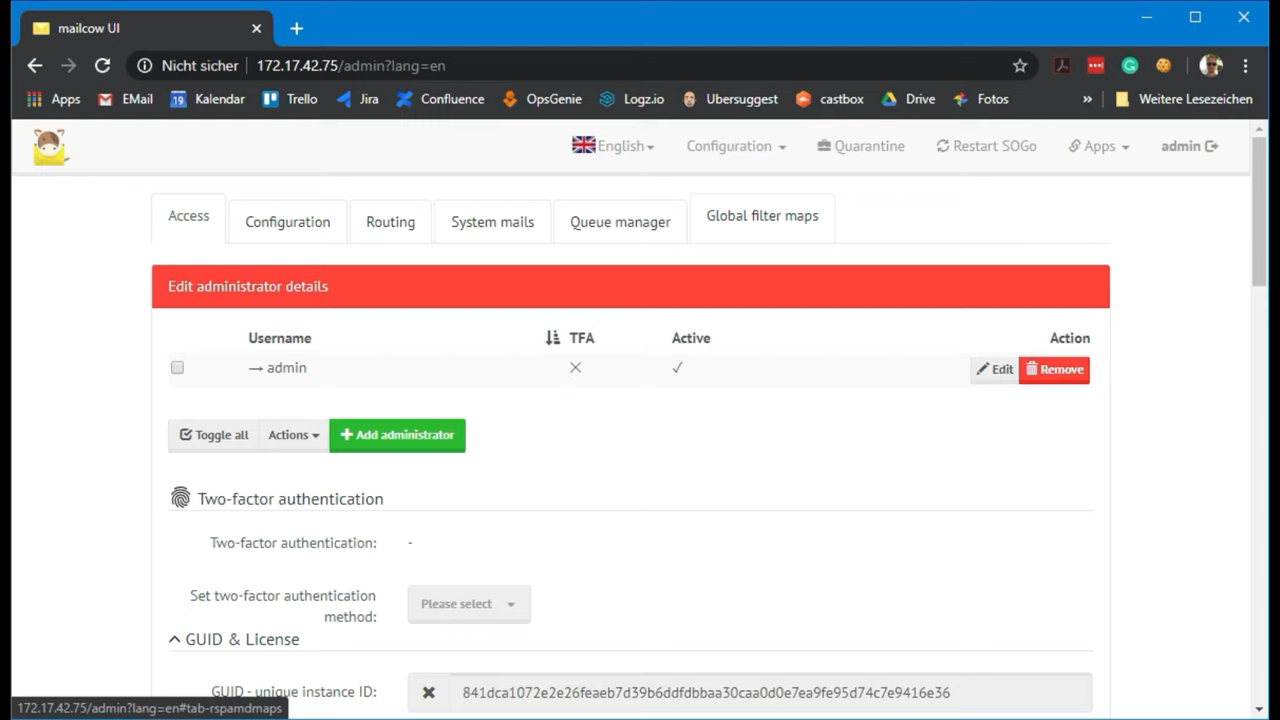 mailcow UI
Nicht sicher 172.17.42.75/admin?lang=en
Apps EMail 19 Kalendar Trello Jira Confluence OpsGenie Logz.io Ubersuggest castbox Drive Fotos » Weitere Lesezeichen
English Configuration Quarantine Restart SOGo Apps admin
Access Configuration Routing System mails Queue manager Global filter maps
Edit administrator details
Username TFA Active Action
→ admin ✕ ✓ Edit Remove
Toggle all Actions + Add administrator
Two-factor authentication
Two-factor authentication: -
Set two-factor authentication
method:
Please select
GUID & License
GUID - unique instance ID: 841dca1072e2e26feaeb7d39b6ddfdbbaa30caa0d0e7ea9fe95d74c7e9416e36
172.17.42.75/admin?lang=en#tab-rspamdmaps